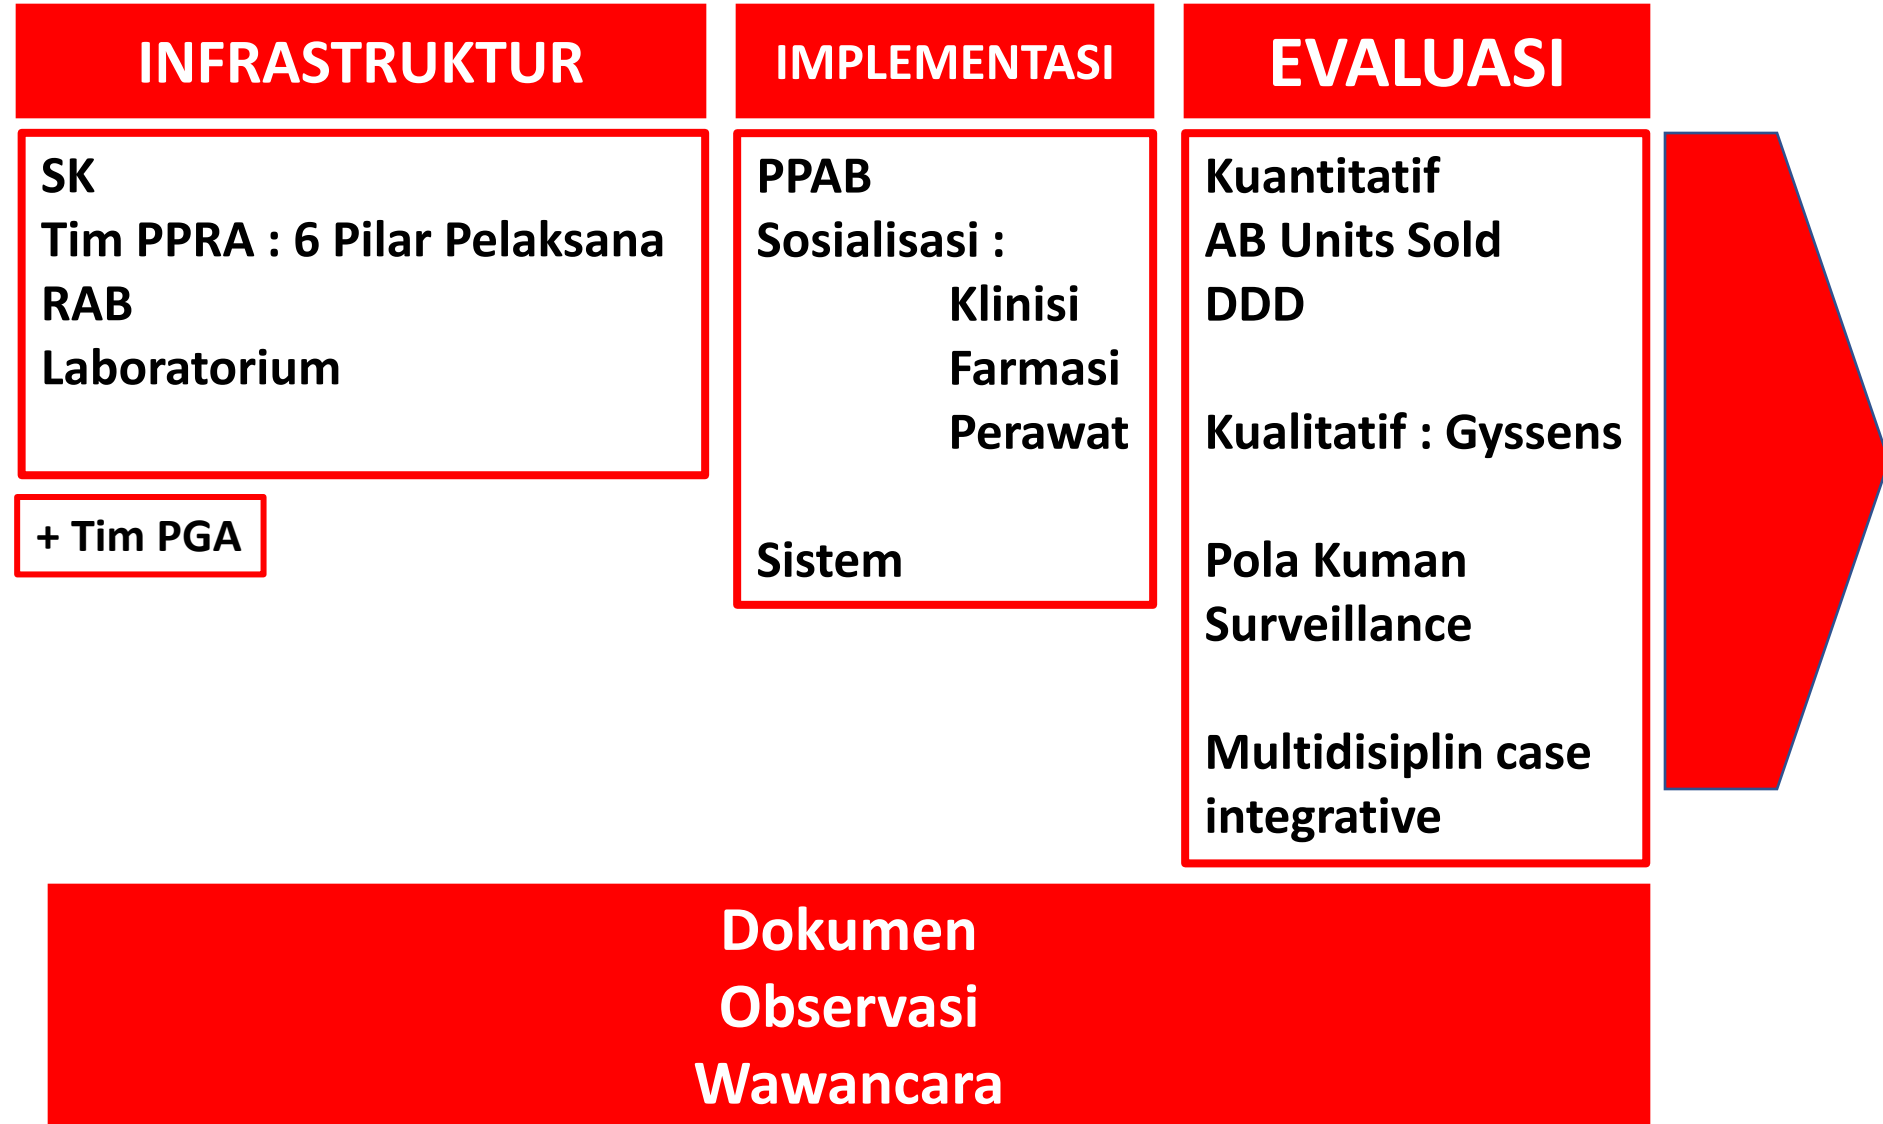 INFRASTRUKTUR
SK
Tim PPRA : 6 Pilar Pelaksana
RAB
Laboratorium
+ Tim PGA
IMPLEMENTASI
PPAB
Sosialisasi :
Klinisi
Farmasi
Perawat
Sistem
EVALUASI
Kuantitatif
AB Units Sold
DDD
Kualitatif : Gyssens
Pola Kuman
Surveillance
Multidisiplin case
integrative
Dokumen
Observasi
Wawancara